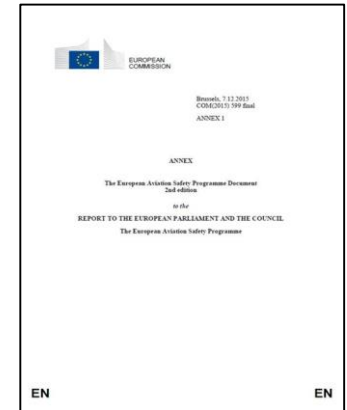 EUROPEAN
COMMISSION
Brussels, 7.12.2015
COM(2015) 599 final
ANNEX 1
ANNEX
The European Aviation Safety Programme Document
2nd edition
to the
REPORT TO THE EUROPEAN PARLIAMENT AND THE COUNCIL
The European Aviation Safety Programme
EN
EN